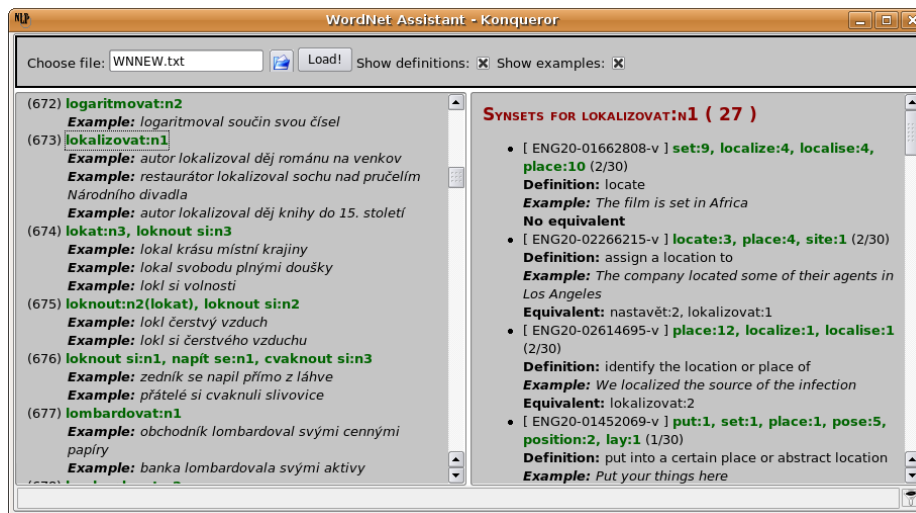 NLP
WordNet Assistant - Konqueror
Choose file: WNNEW.txt Load! Show definitions: Show examples:
(672) logaritmovat:n2
Example: logaritmoval součin svou čísel
(673) lokalizovat:n1
Example: autor lokalizoval děj románu na venkov
Example: restaurátor lokalizoval sochu nad pručelím
Národního divadla
Example: autor lokalizoval děj knihy do 15. století
(674) lokat:n3, loknout si:n3
Example: lokal krásu místní krajiny
Example: lokal svobodu plnými doušky
Example: lokl si volnosti
(675) loknout:n2(lokat), loknout si:n2
Example: lokl čerstvý vzduch
Example: lokl si čerstvého vzduchu
(676) loknout si:n1, napít se:n1, cvaknout si:n3
Example: zedník se napil přímo z láhve
Example: přátelé si cvaknuli slivovice
(677) lombardovat:n1
Example: obchodník lombardoval svými cennými
papíry
Example: banka lombardovala svými aktivy
Synsets for lokalizovat:n1 ( 27 )
[ ENG20-01662808-v ] set:9, localize:4, localise:4,
place:10 (2/30)
Definition: locate
Example: The film is set in Africa
No equivalent
[ ENG20-02266215-v ] locate:3, place:4, site:1 (2/30)
Definition: assign a location to
Example: The company located some of their agents in
Los Angeles
Equivalent: nastavět:2, lokalizovat:1
[ ENG20-02614695-v ] place:12, localize:1, localise:1
(2/30)
Definition: identify the location or place of
Example: We localized the source of the infection
Equivalent: lokalizovat:2
[ ENG20-01452069-v ] put:1, set:1, place:1, pose:5,
position:2, lay:1 (1/30)
Definition: put into a certain place or abstract location
Example: Put your things here